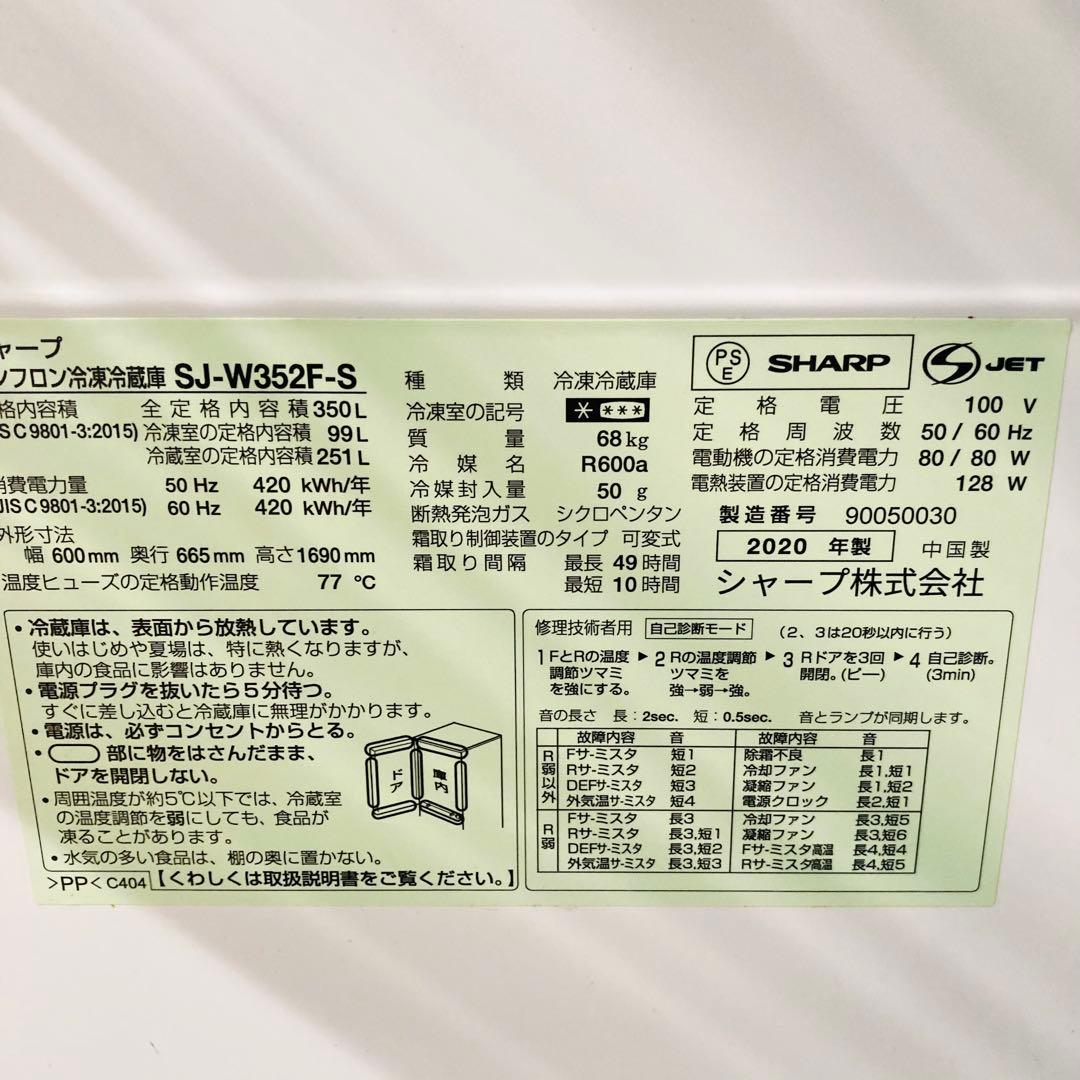 ャープ
ノンフロン冷凍冷蔵庫 SJ-W352F-S
格内容積 全定格内容積 350L
IS C 9801-3:2015) 冷凍室の定格内容積 99L
冷蔵室の定格内容積 251L
消費電力量 50 Hz 420 kWh/年
JIS C 9801-3:2015) 60 Hz 420 kWh/年
外形寸法
幅 600mm 奥行 665mm 高さ1690mm
温度ヒューズの定格動作温度 77 ℃
種類 冷凍冷蔵庫
冷凍室の記号 * ***
質量 68kg
冷媒名 R600a
冷媒封入量 50 g
断熱発泡ガス シクロペンタン
霜取り制御装置のタイプ 可変式
霜取り間隔 最長 49時間
最短 10時間
PSE SHARP S JET
定格電圧 100 V
定格周波数 50/60 Hz
電動機の定格消費電力 80/80 W
電熱装置の定格消費電力 128 W
製造番号 90050030
2020 年製 中国製
シャープ株式会社
・冷蔵庫は、表面から放熱しています。
使いはじめや夏場は、特に熱くなりますが、
庫内の食品に影響はありません。
・電源プラグを抜いたら5分待つ。
すぐに差し込むと冷蔵庫に無理がかかります。
・電源は、必ずコンセントからとる。
・ 部に物をはさんだまま、
ドアを開閉しない。
・周囲温度が約5℃以下では、冷蔵室
の温度調節を弱にしても、食品が
凍ることがあります。
・水気の多い食品は、棚の奥に置かない。
ドア 庫内
>PP< C404 【くわしくは取扱説明書をご覧ください。】
修理技術者用 自己診断モード (2、3は20秒以内に行う)
1 FとRの温度 ▶ 2 Rの温度調節 ▶ 3 Rドアを3回 ▶ 4 自己診断。
調節ツマミ ツマミを 開閉。(ピー) (3min)
を強にする。 強→弱→強。
音の長さ 長：2sec. 短：0.5sec. 音とランプが同期します。
故障内容 音 故障内容 音
R弱以外 Fサ-ミスタ 短1 除霜不良 長1
Rサ-ミスタ 短2 冷却ファン 長1,短1
DEFサ-ミスタ 短3 凝縮ファン 長1,短2
外気温サ-ミスタ 短4 電源クロック 長2,短1
R弱 Fサ-ミスタ 長3 冷却ファン 長3,短5
Rサ-ミスタ 長3,短1 凝縮ファン 長3,短6
DEFサ-ミスタ 長3,短2 Fサ-ミスタ高温 長4,短4
外気温サ-ミスタ 長3,短3 Rサ-ミスタ高温 長4,短5